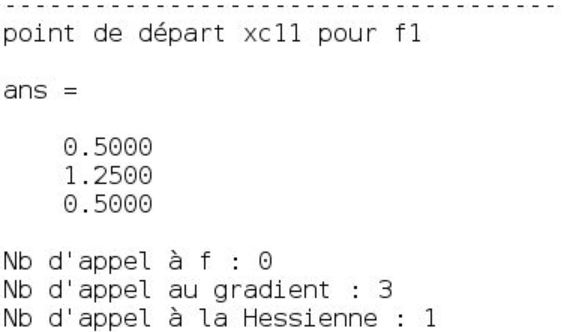 -------------------------------------
point de départ xc11 pour f1
ans =
0.5000
1.2500
0.5000
Nb d'appel à f : 0
Nb d'appel au gradient : 3
Nb d'appel à la Hessienne : 1